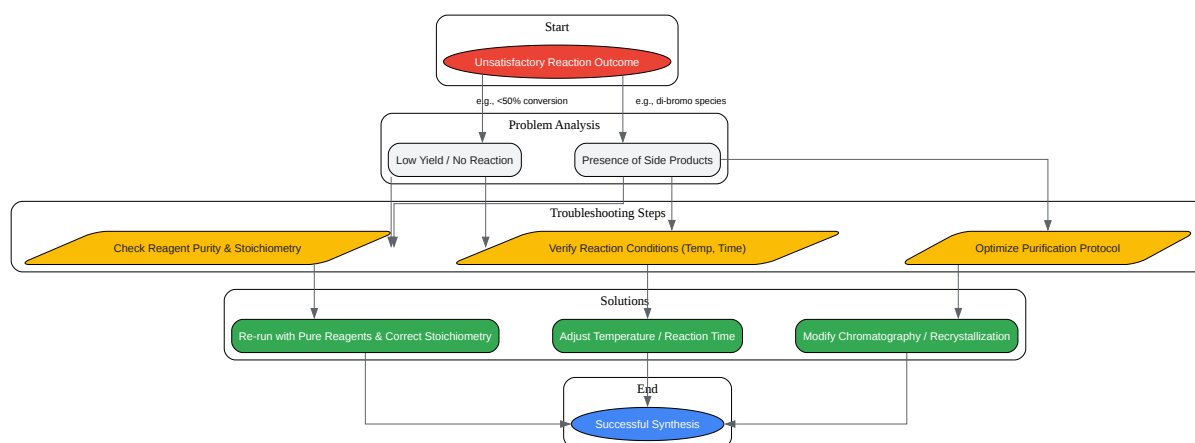 Start
Unsatisfactory Reaction Outcome
e.g., <50% conversion
e.g., di-bromo species
Problem Analysis
Low Yield / No Reaction
Presence of Side Products
Troubleshooting Steps
Check Reagent Purity & Stoichiometry
Verify Reaction Conditions (Temp, Time)
Optimize Purification Protocol
Solutions
Re-run with Pure Reagents & Correct Stoichiometry
Adjust Temperature / Reaction Time
Modify Chromatography / Recrystallization
End
Successful Synthesis